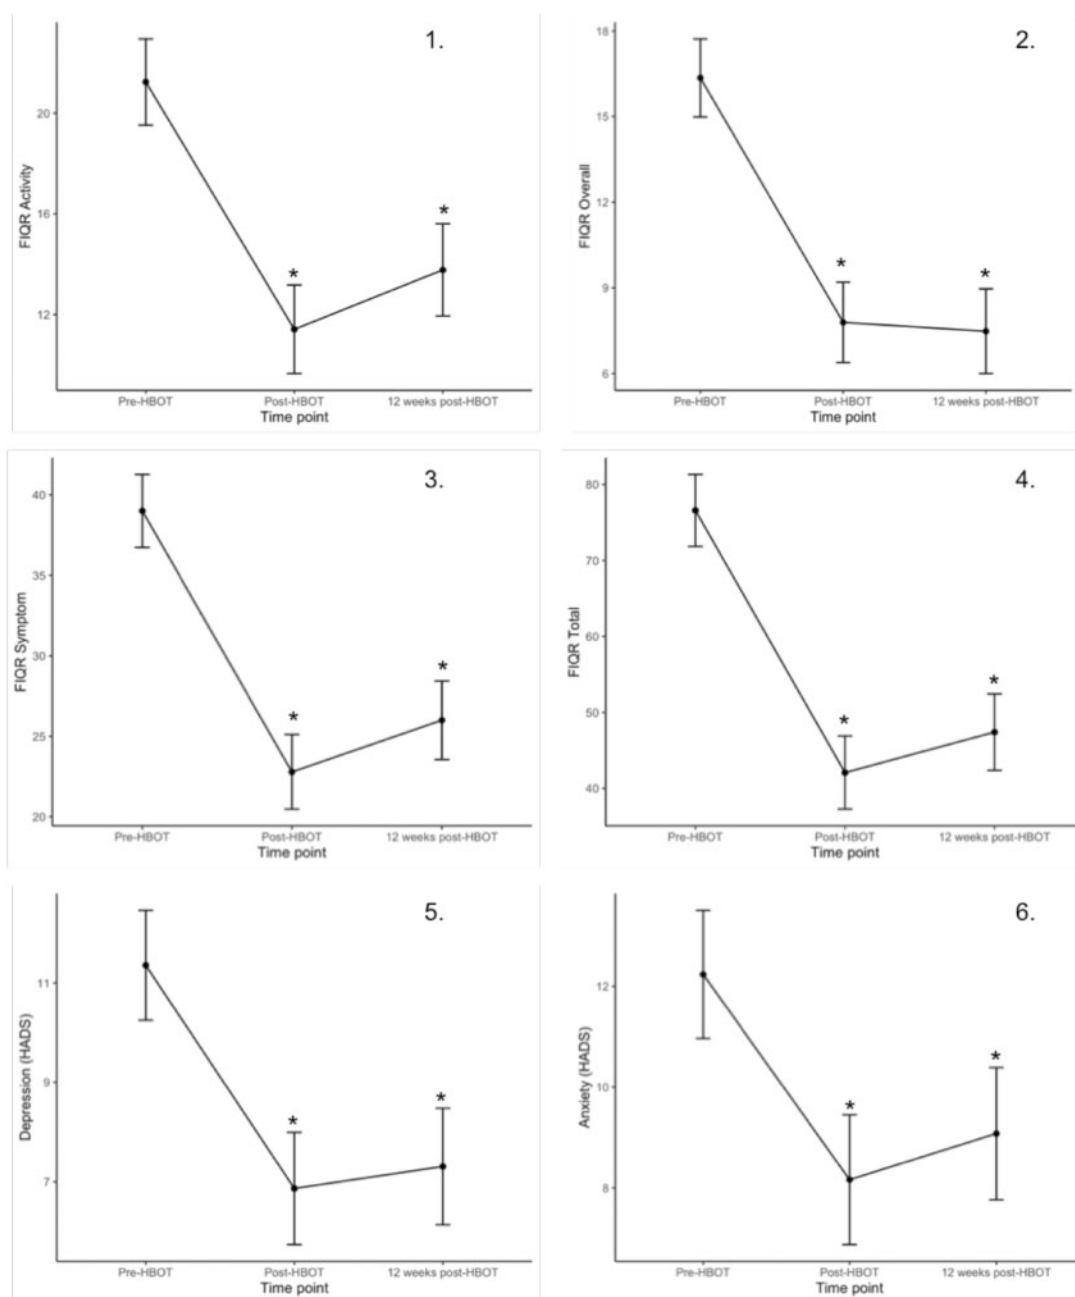 1.
FIQR Activity
20
16
12
Pre-HBOT Post-HBOT 12 weeks post-HBOT
Time point
2.
FIQR Overall
18
15
12
9
6
Pre-HBOT Post-HBOT 12 weeks post-HBOT
Time point
3.
FIQR Symptom
40
35
30
25
20
Pre-HBOT Post-HBOT 12 weeks post-HBOT
Time point
4.
FIQR Total
80
70
60
50
40
Pre-HBOT Post-HBOT 12 weeks post-HBOT
Time point
5.
Depression (HADS)
11
9
7
Pre-HBOT Post-HBOT 12 weeks post-HBOT
Time point
6.
Anxiety (HADS)
12
10
8
Pre-HBOT Post-HBOT 12 weeks post-HBOT
Time point